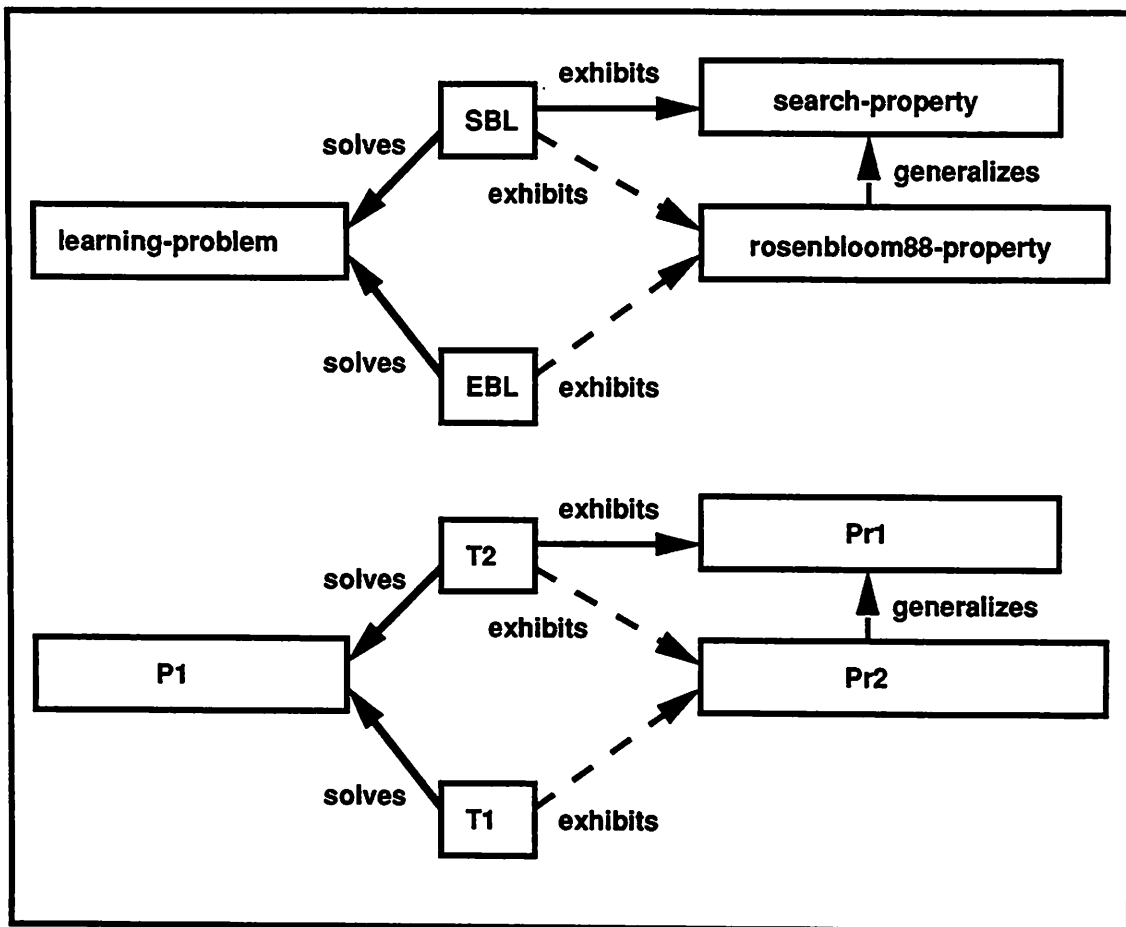 exhibits
SBL
search-property
solves
exhibits
generalizes
learning-problem
rosenbloom88-property
solves
EBL
exhibits
exhibits
T2
Pr1
solves
exhibits
generalizes
P1
Pr2
solves
T1
exhibits